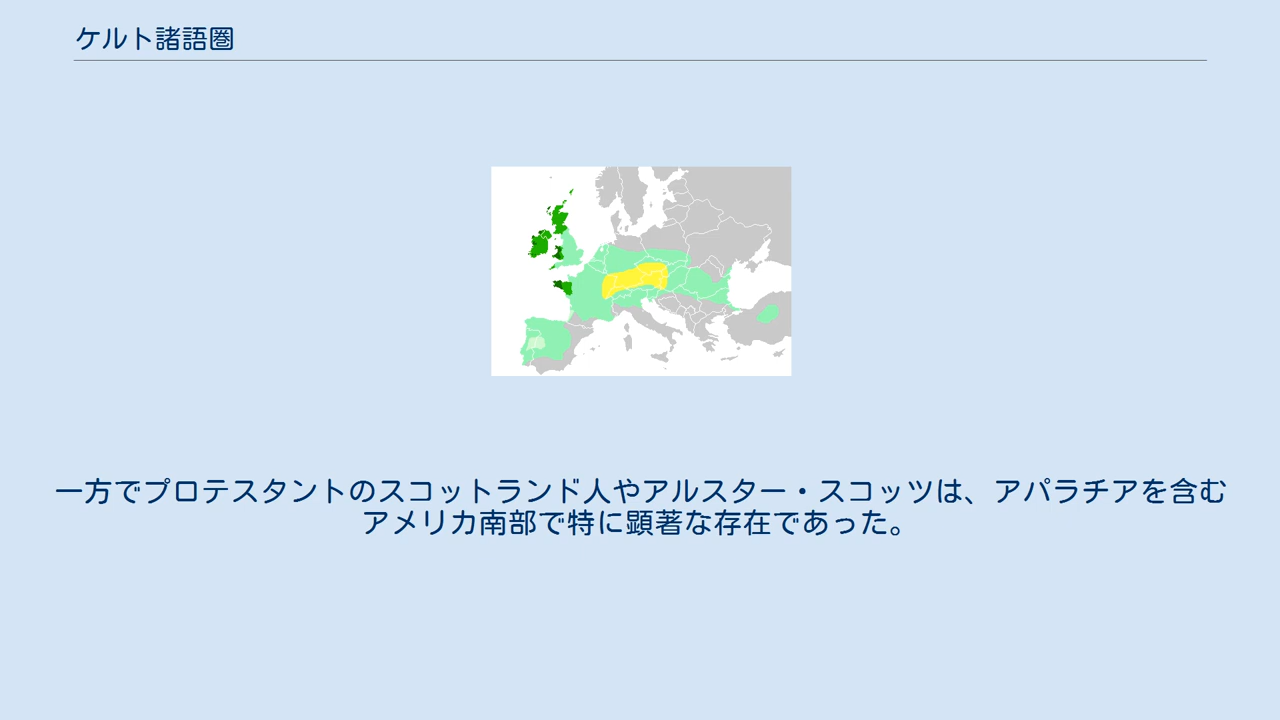 ケルト諸語圏
一方でプロテスタントのスコットランド人やアルスター・スコッツは、アパラチアを含む
アメリカ南部で特に顕著な存在であった。